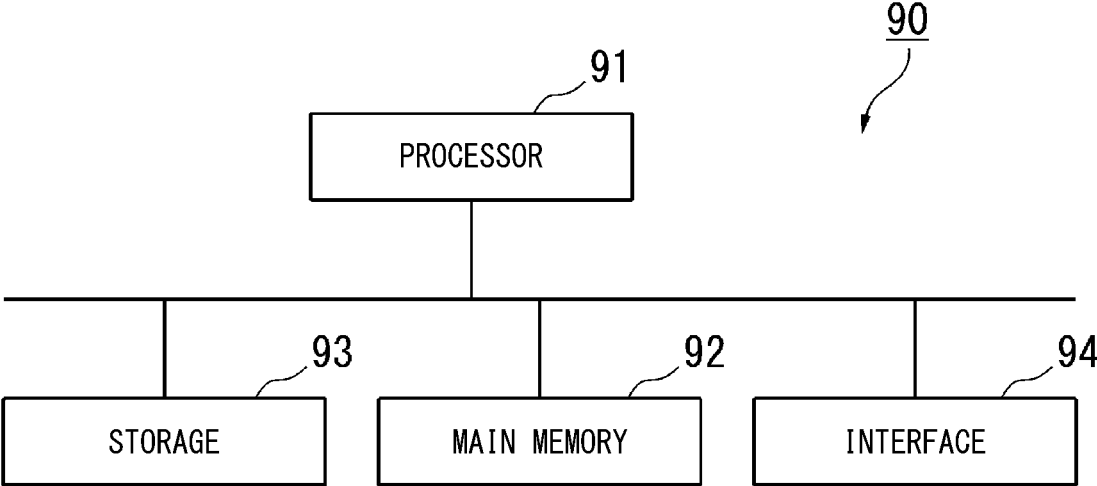 90
91
PROCESSOR
93
92
94
STORAGE
MAIN MEMORY
INTERFACE